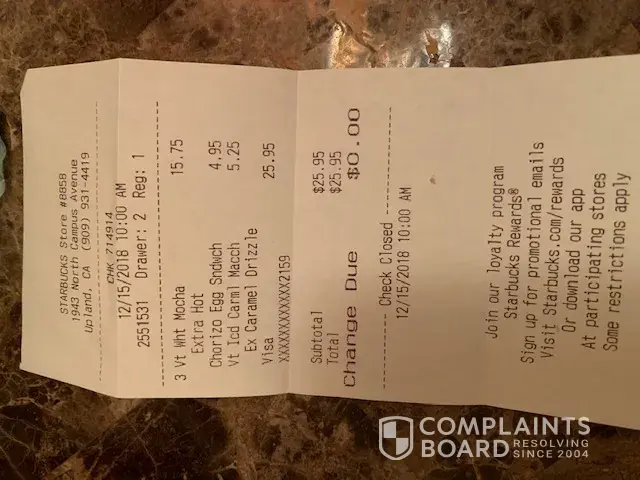 STARBUCKS Store #8858
1943 North Campus Avenue
Upland, CA (909) 931-4419
CHK 714914
12/15/2018 10:00 AM
2551531 Drawer: 2 Reg: 1
3 Vt Wht Mocha 15.75
Extra Hot
Chorizo Egg Sndwch 4.95
Vt Icd Carml Macch 5.25
Ex Caramel Drizzle
Visa 25.95
XXXXXXXXXXXX2159
Subtotal $25.95
Total $25.95
Change Due $0.00
Check Closed
12/15/2018 10:00 AM
Join our loyalty program
Starbucks Rewards®
Sign up for promotional emails
Visit Starbucks.com/rewards
Or download our app
At participating stores
Some restrictions apply
COMPLAINTS
BOARD RESOLVING
SINCE 2004